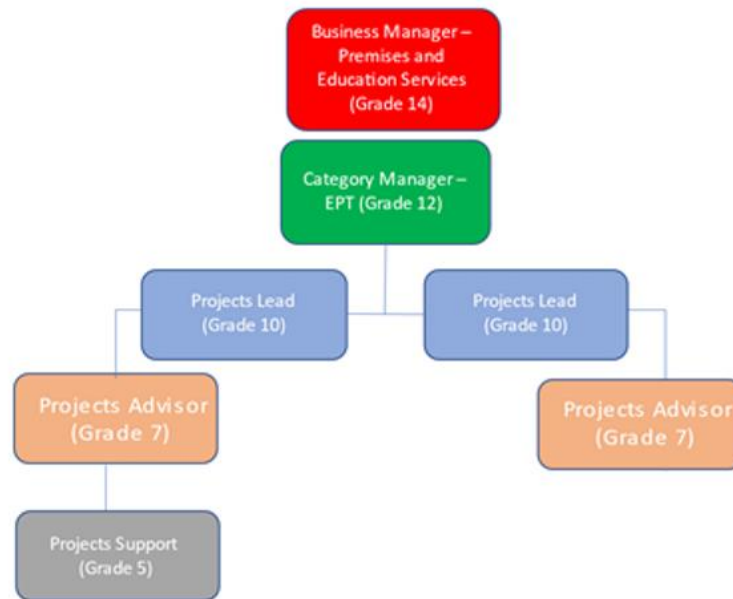 Business Manager –
Premises and
Education Services
(Grade 14)
Category Manager –
EPT (Grade 12)
Projects Lead
(Grade 10)
Projects Lead
(Grade 10)
Projects Advisor
(Grade 7)
Projects Advisor
(Grade 7)
Projects Support
(Grade 5)